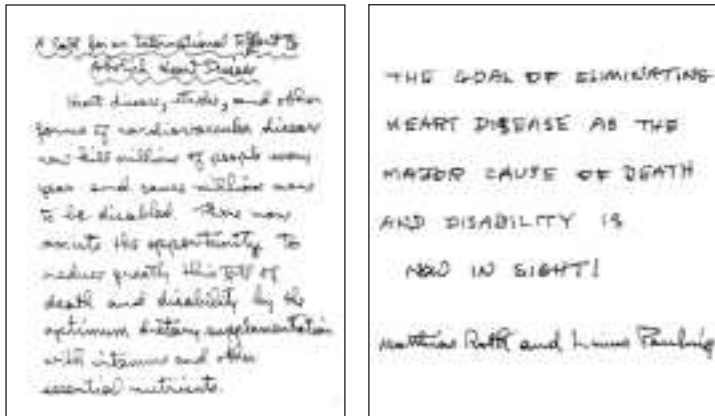 A Call for an International Effort to
Abolish Heart Disease
Heart disease, stroke, and other
forms of cardiovascular disease
now kill millions of people every
year and cause millions more
to be disabled. There now
exists the opportunity to
reduce greatly this toll of
death and disability by the
optimum dietary supplementation
with vitamins and other
essential nutrients.
THE GOAL OF ELIMINATING
HEART DISEASE AS THE
MAJOR CAUSE OF DEATH
AND DISABILITY IS
NOW IN SIGHT!
Matthias Rath and Linus Pauling